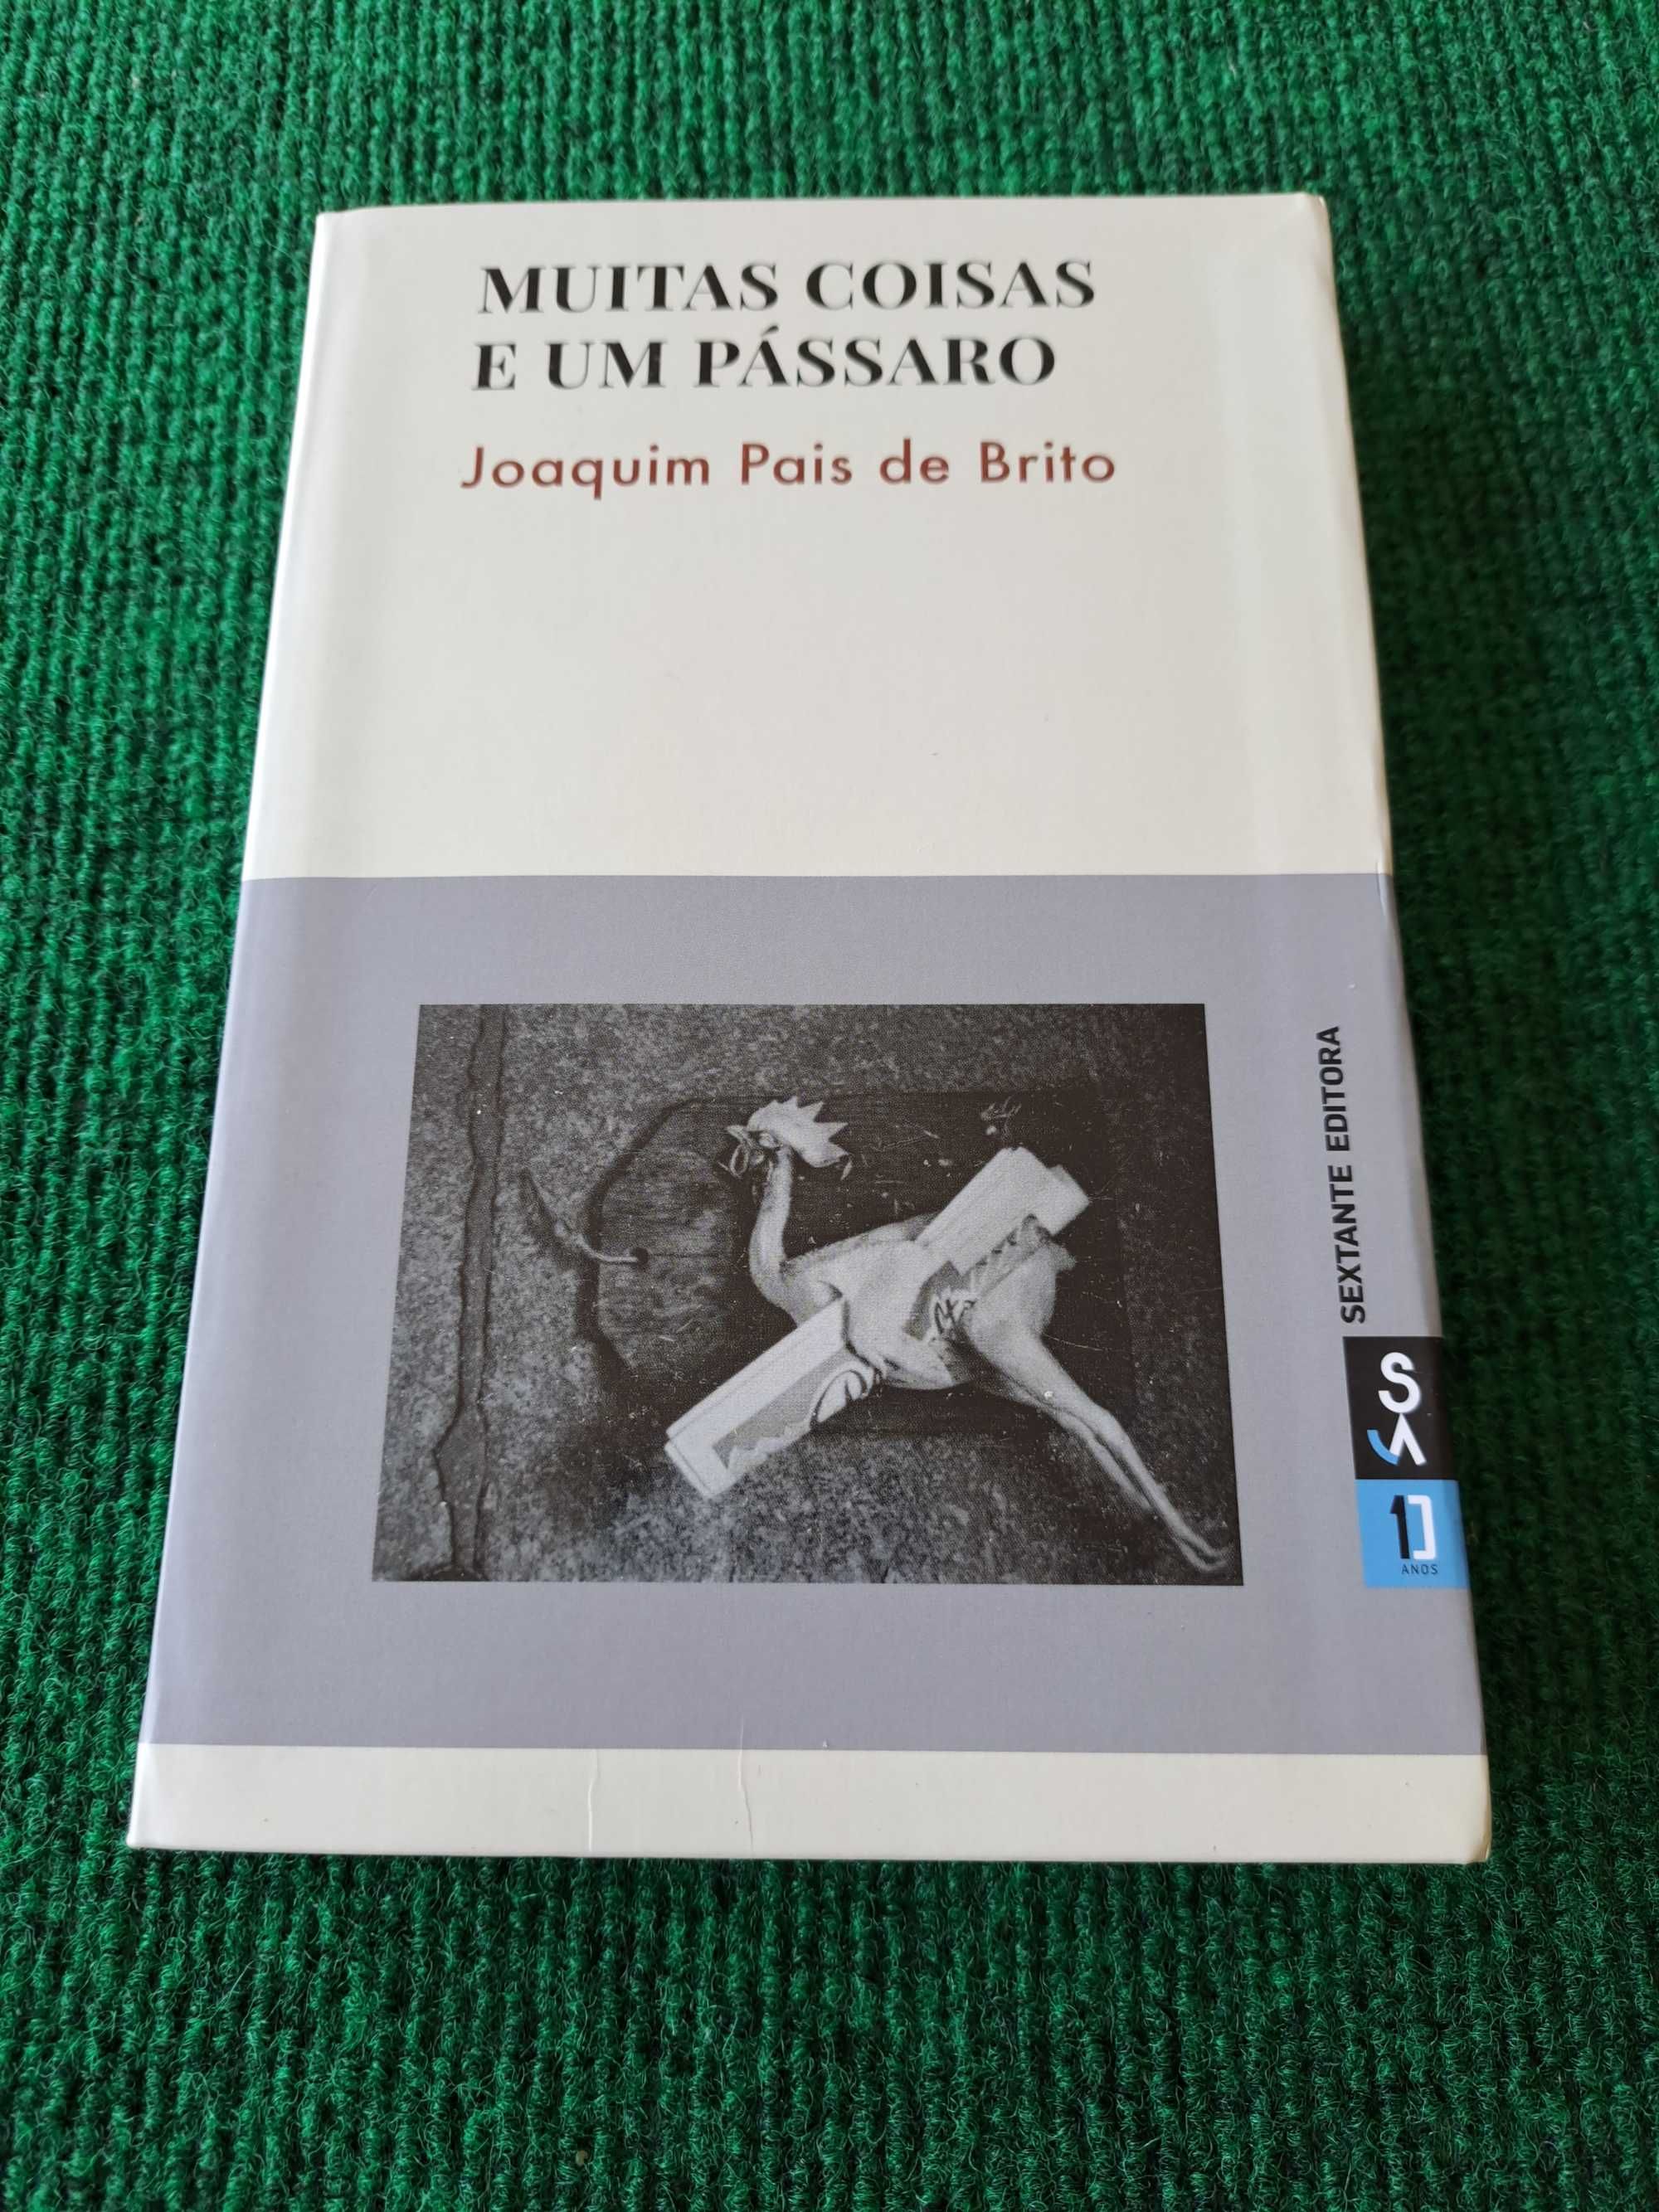 MUITAS COISAS
E UM PÁSSARO
Joaquim Pais de Brito
SEXTANTE EDITORA
S
10
ANOS